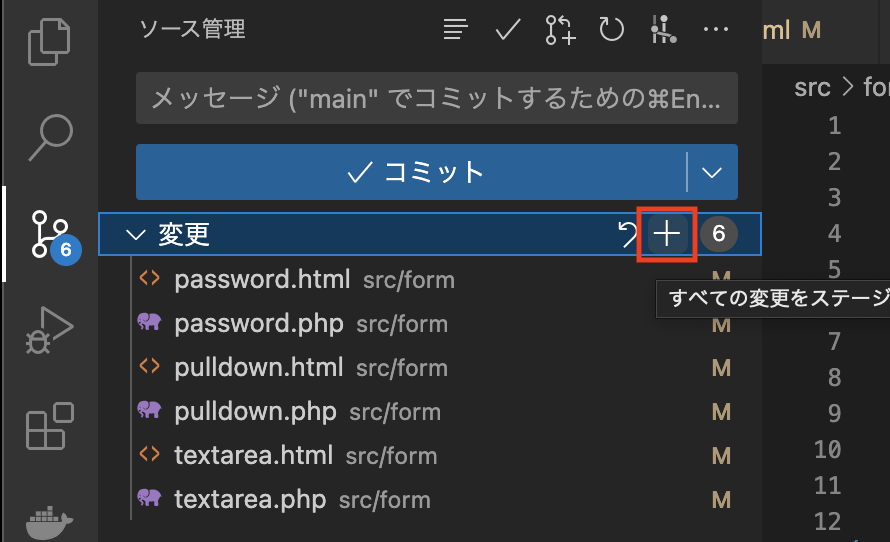 ソース管理
ml M
メッセージ ("main" でコミットするための⌘En...
src > for
コミット
変更 6
6
すべての変更をステージ
password.html src/form M
password.php src/form M
pulldown.html src/form M
pulldown.php src/form M
textarea.html src/form M
textarea.php src/form M
1
2
3
4
5
7
8
9
10
11
12